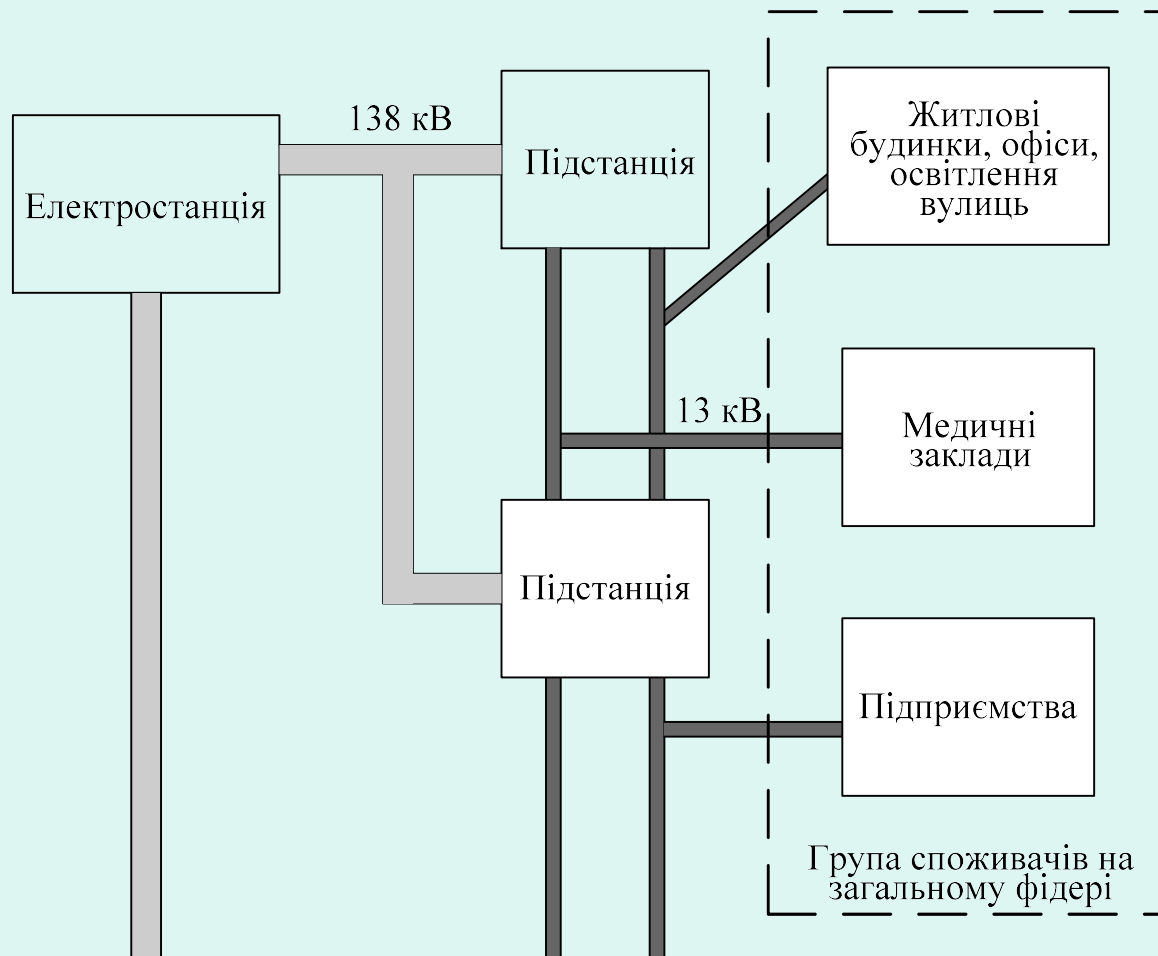 138 кВ
Електростанція
Підстанція
Житлові
будинки, офіси,
освітлення
вулиць
13 кВ
Медичні
заклади
Підстанція
Підприємства
Група споживачів на
загальному фідері